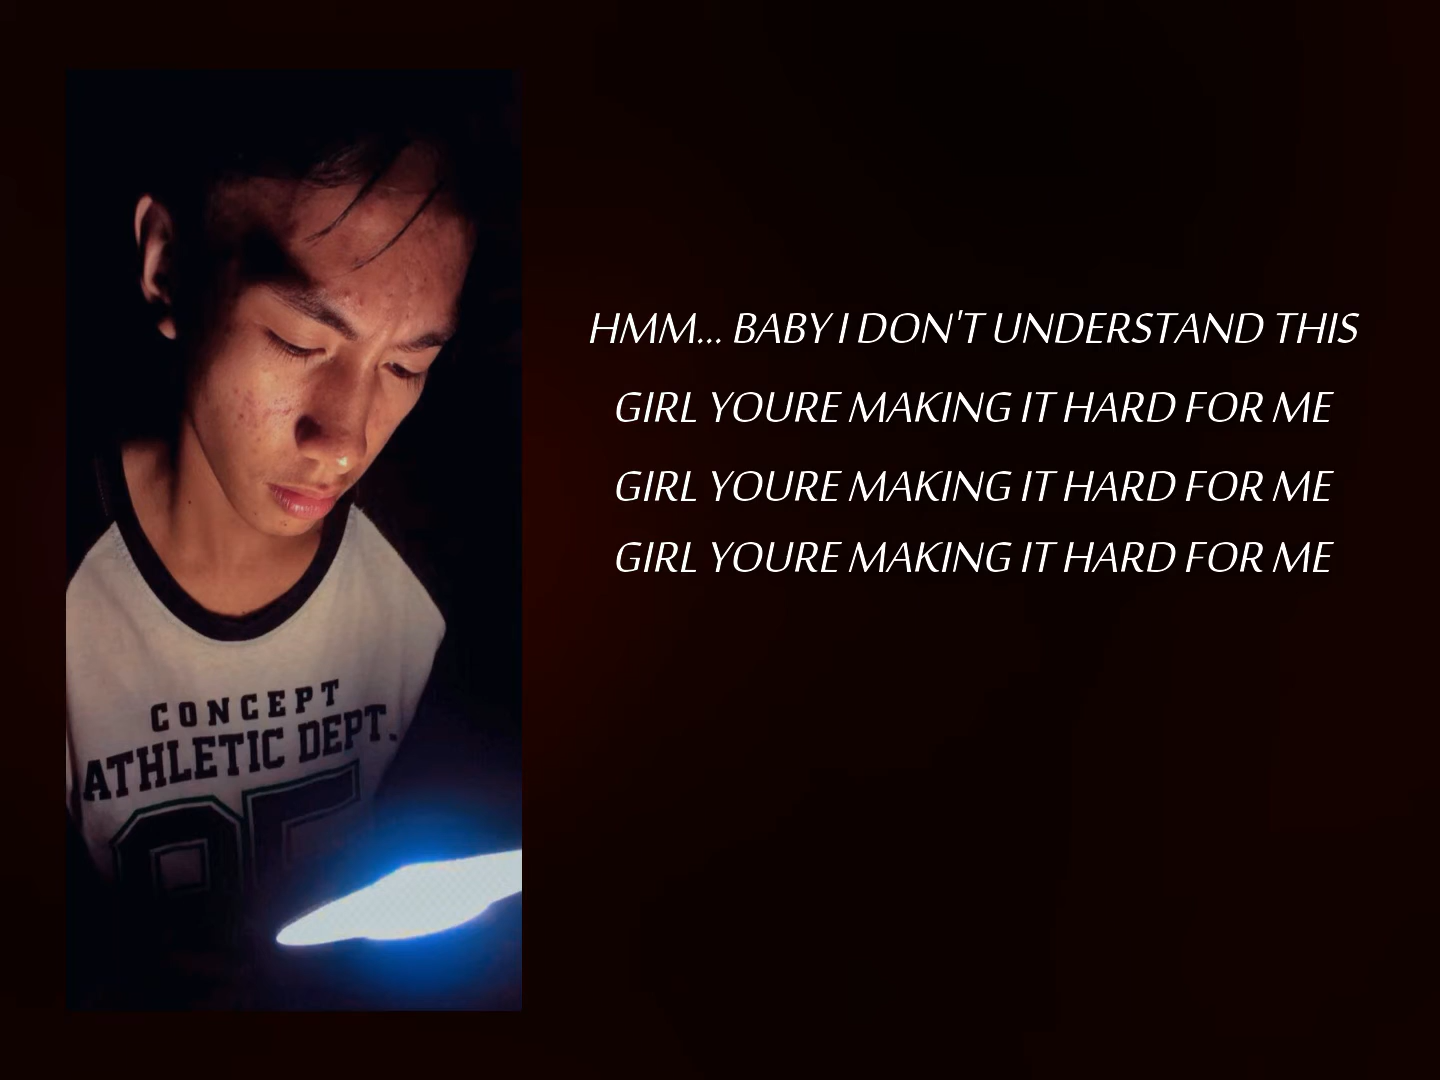 HMM... BABY I DON'T UNDERSTAND THIS
GIRL YOURE MAKING IT HARD FOR ME
GIRL YOURE MAKING IT HARD FOR ME
GIRL YOURE MAKING IT HARD FOR ME
CONCEPT
ATHLETIC DEPT.